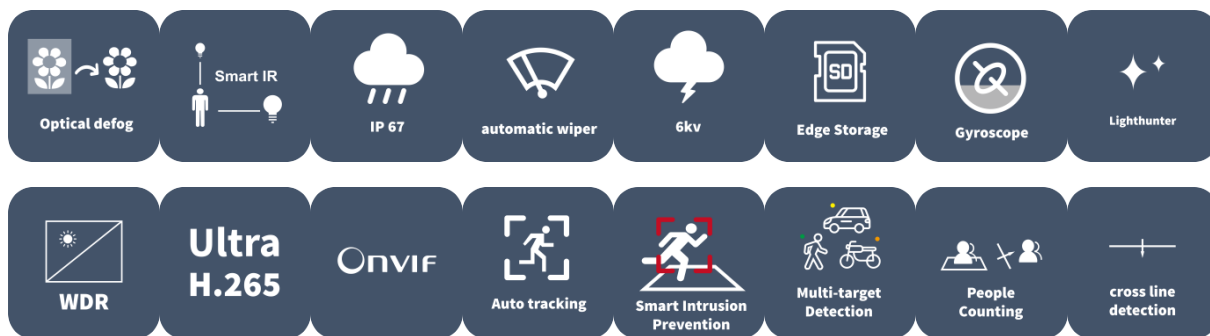 Optical defog
Smart IR
IP 67
automatic wiper
6kv
SD
Edge Storage
Gyroscope
Lighthunter
WDR
Ultra
H.265
ONVIF
Auto tracking
Smart Intrusion
Prevention
Multi-target
Detection
People
Counting
cross line
detection